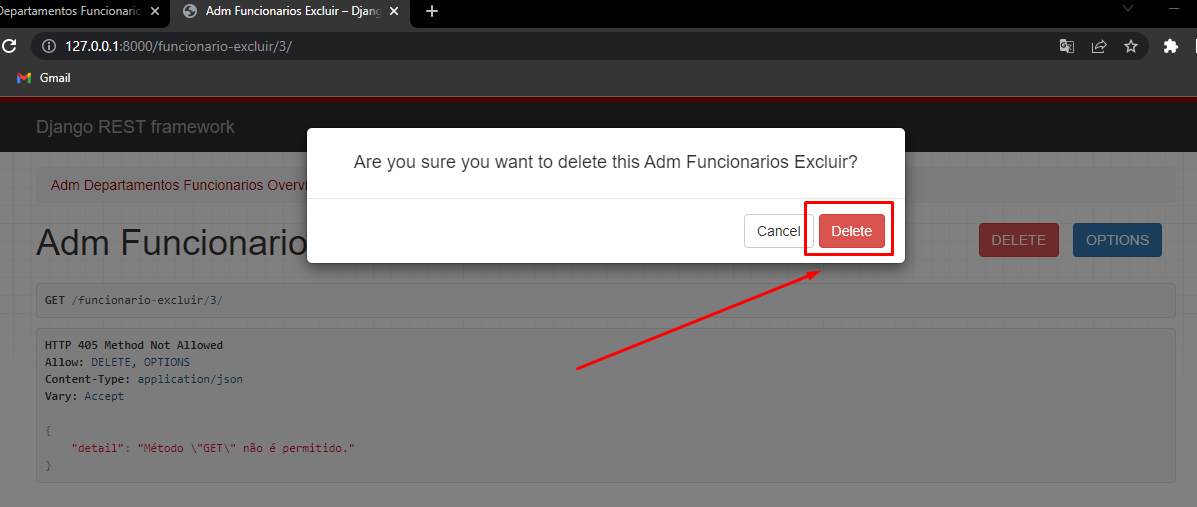 Departamentos Funcionario
Adm Funcionarios Excluir – Djang
127.0.0.1:8000/funcionario-excluir/3/
Gmail
Django REST framework
Are you sure you want to delete this Adm Funcionarios Excluir?
Cancel
Delete
Adm Departamentos Funcionarios Overvi
Adm Funcionario
DELETE
OPTIONS
GET /funcionario-excluir/3/
HTTP 405 Method Not Allowed
Allow: DELETE, OPTIONS
Content-Type: application/json
Vary: Accept
{
"detail": "Método \"GET\" não é permitido."
}